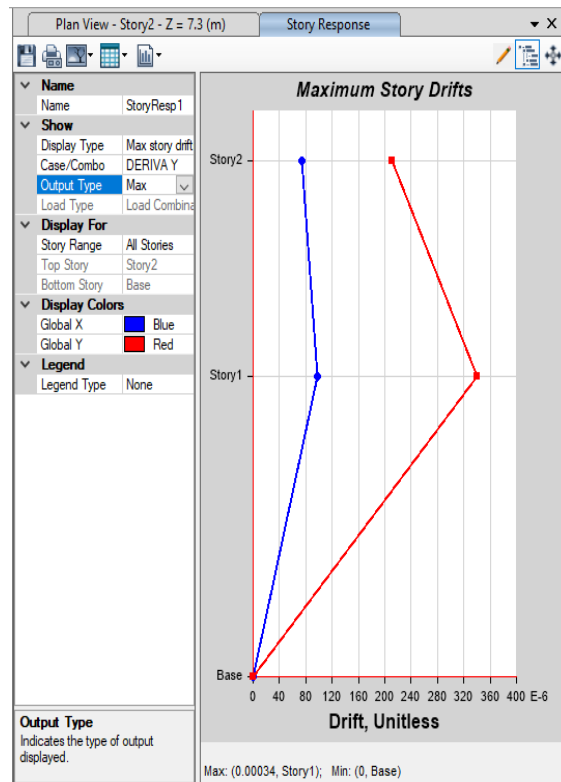 Plan View - Story2 - Z = 7.3 (m)
Story Response
Name
Name StoryResp1
Show
Display Type Max story drift
Case/Combo DERIVA Y
Output Type Max
Load Type Load Combina
Display For
Story Range All Stories
Top Story Story2
Bottom Story Base
Display Colors
Global X Blue
Global Y Red
Legend
Legend Type None
Output Type
Indicates the type of output
displayed.
Maximum Story Drifts
Story2
Story1
Base
0 40 80 120 160 200 240 280 320 360 400 E-6
Drift, Unitless
Max: (0.00034, Story1); Min: (0, Base)